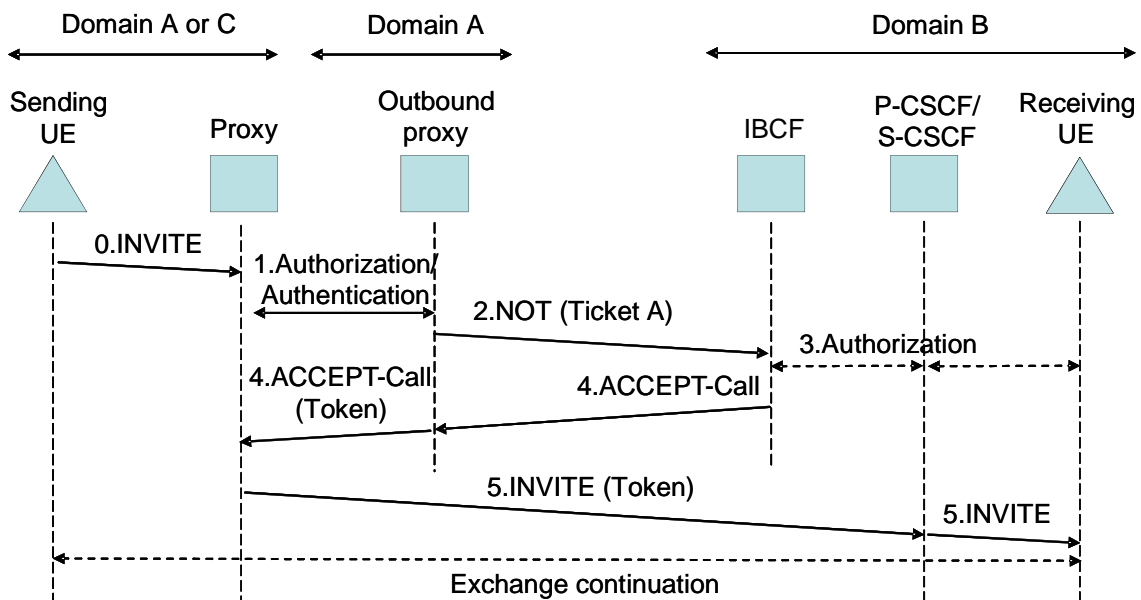 Domain A or C
Domain A
Domain B
Sending
UE
Proxy
Outbound
proxy
IBCF
P-CSCF/
S-CSCF
Receiving
UE
0.INVITE
1.Authorization/
Authentication
2.NOT (Ticket A)
3.Authorization
4.ACCEPT-Call
(Token)
4.ACCEPT-Call
5.INVITE (Token)
5.INVITE
Exchange continuation